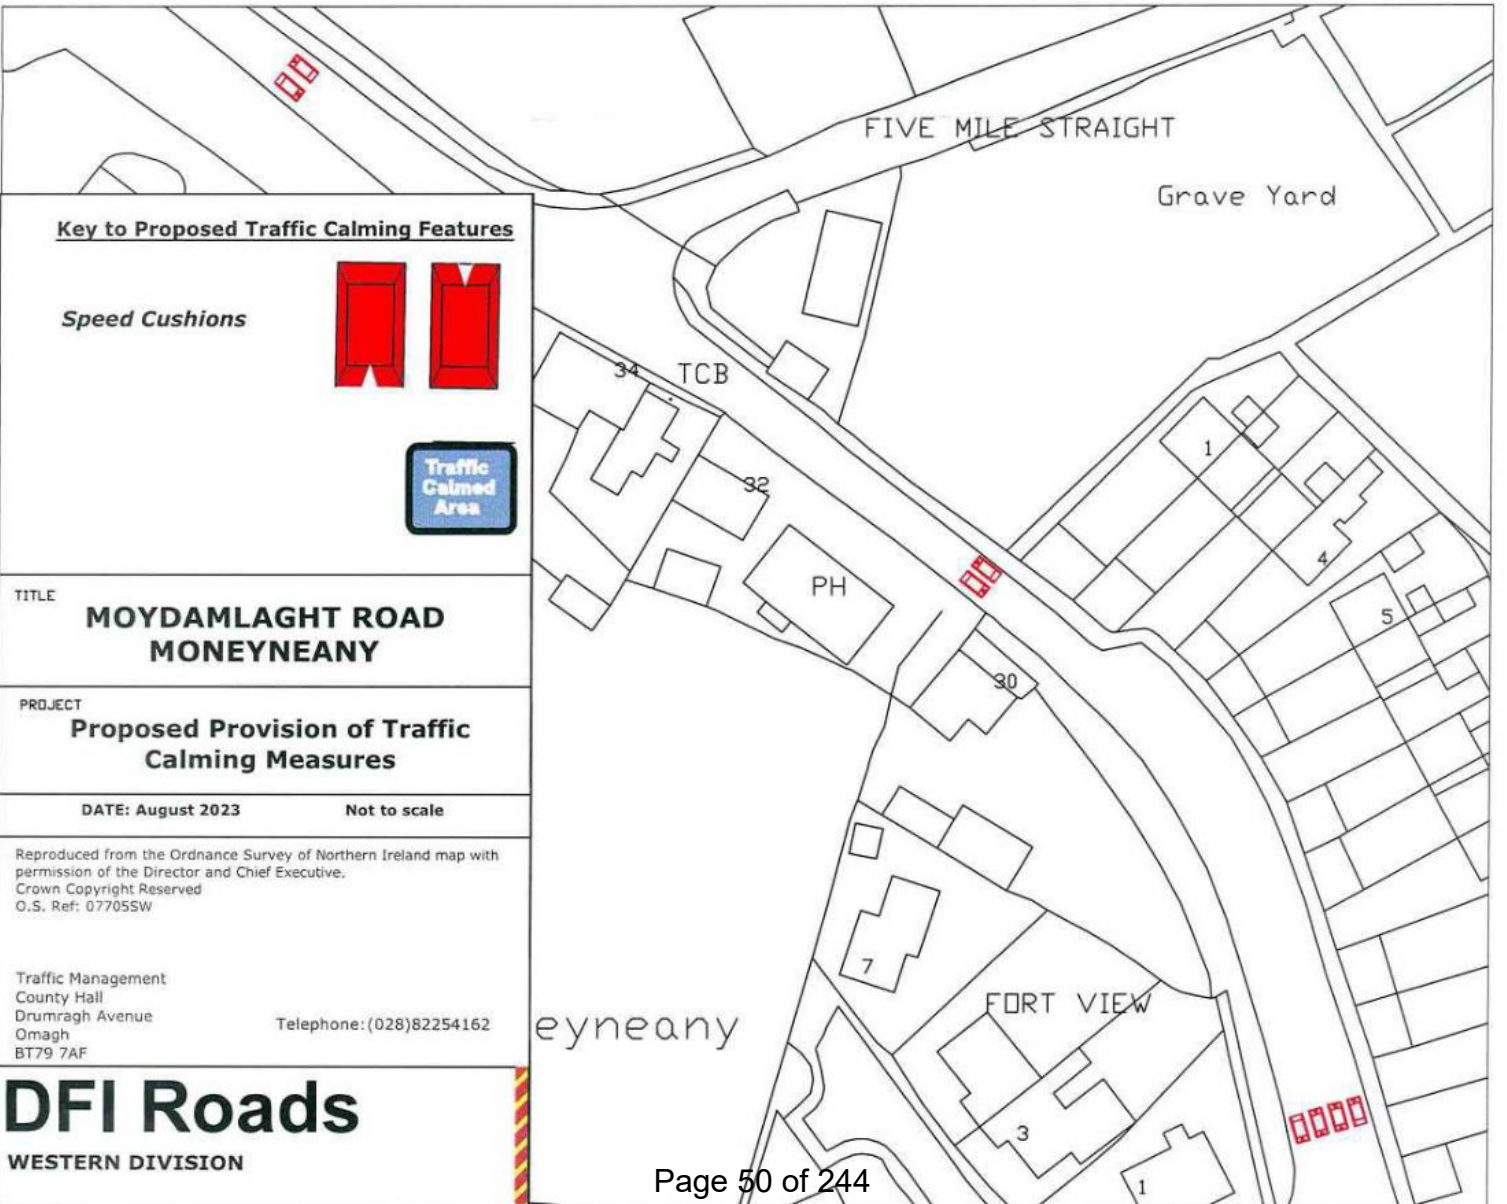 FIVE MILE STRAIGHT
Grave Yard
Key to Proposed Traffic Calming Features
Speed Cushions
Traffic
Calmed
Area
34
TCB
32
PH
30
1
4
5
TITLE
MOYDAMLAGHT ROAD
MONEYNEANY
PROJECT
Proposed Provision of Traffic
Calming Measures
DATE: August 2023 Not to scale
Reproduced from the Ordnance Survey of Northern Ireland map with
permission of the Director and Chief Executive.
Crown Copyright Reserved
O.S. Ref: 07705SW
Traffic Management
County Hall
Drumragh Avenue
Omagh
BT79 7AF
Telephone:(028)82254162
eyneany
7
FORT VIEW
3
1
DFI Roads
WESTERN DIVISION
Page 50 of 244